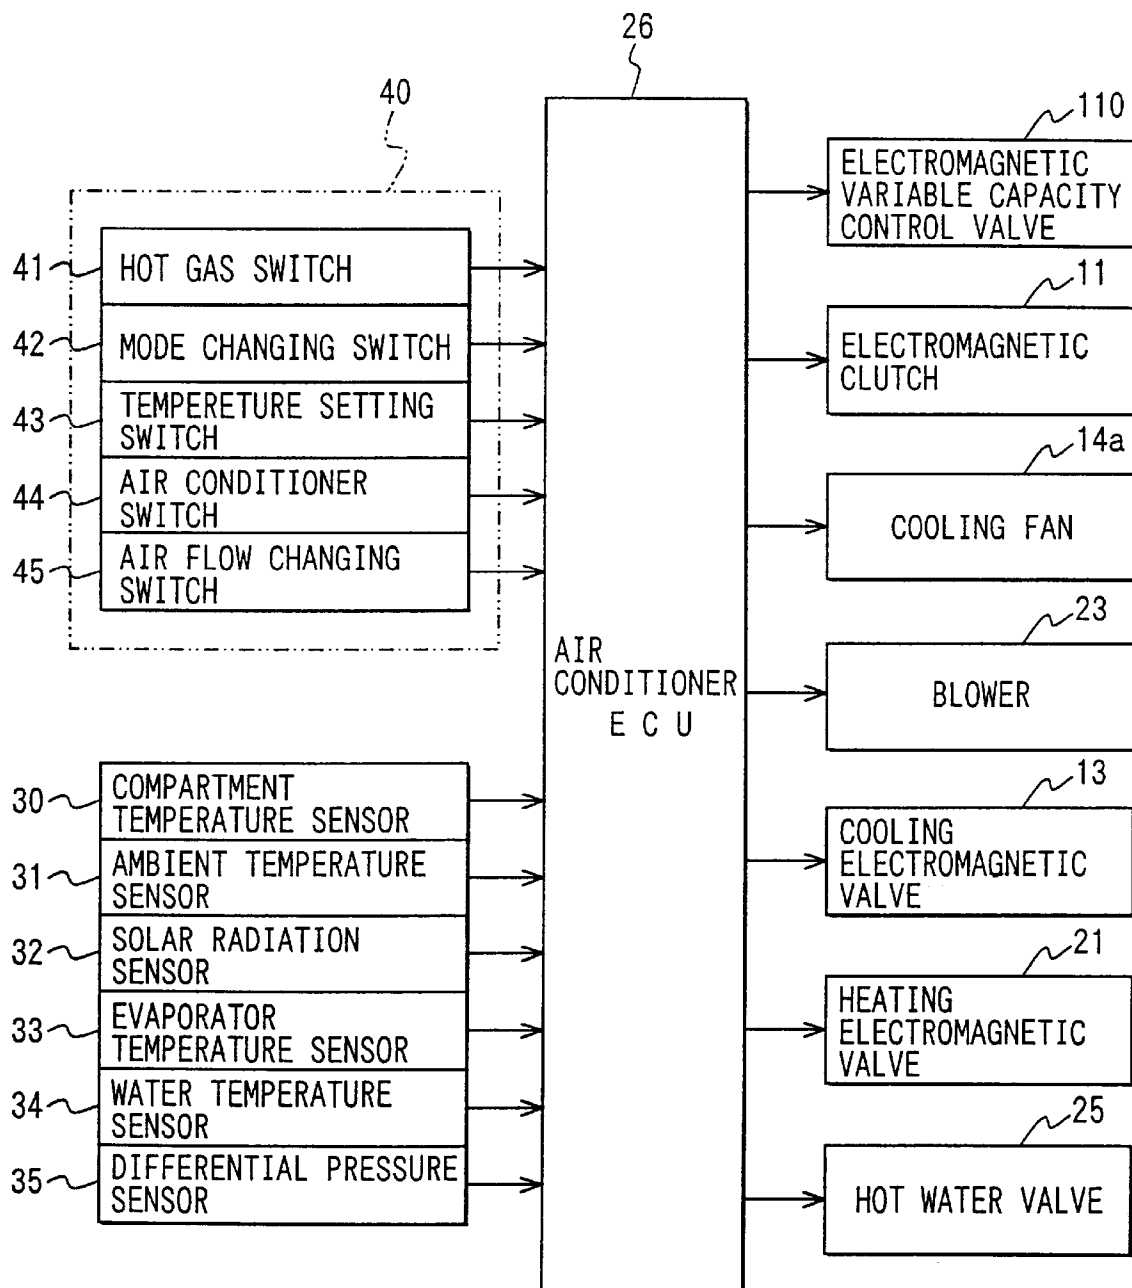 26
40
41
HOT GAS SWITCH
42
MODE CHANGING SWITCH
43
TEMPERETURE SETTING
SWITCH
44
AIR CONDITIONER
SWITCH
45
AIR FLOW CHANGING
SWITCH
30
COMPARTMENT
TEMPERATURE SENSOR
31
AMBIENT TEMPERATURE
SENSOR
32
SOLAR RADIATION
SENSOR
33
EVAPORATOR
TEMPERATURE SENSOR
34
WATER TEMPERATURE
SENSOR
35
DIFFERENTIAL PRESSURE
SENSOR
AIR
CONDITIONER
E C U
110
ELECTROMAGNETIC
VARIABLE CAPACITY
CONTROL VALVE
11
ELECTROMAGNETIC
CLUTCH
14a
COOLING FAN
23
BLOWER
13
COOLING
ELECTROMAGNETIC
VALVE
21
HEATING
ELECTROMAGNETIC
VALVE
25
HOT WATER VALVE